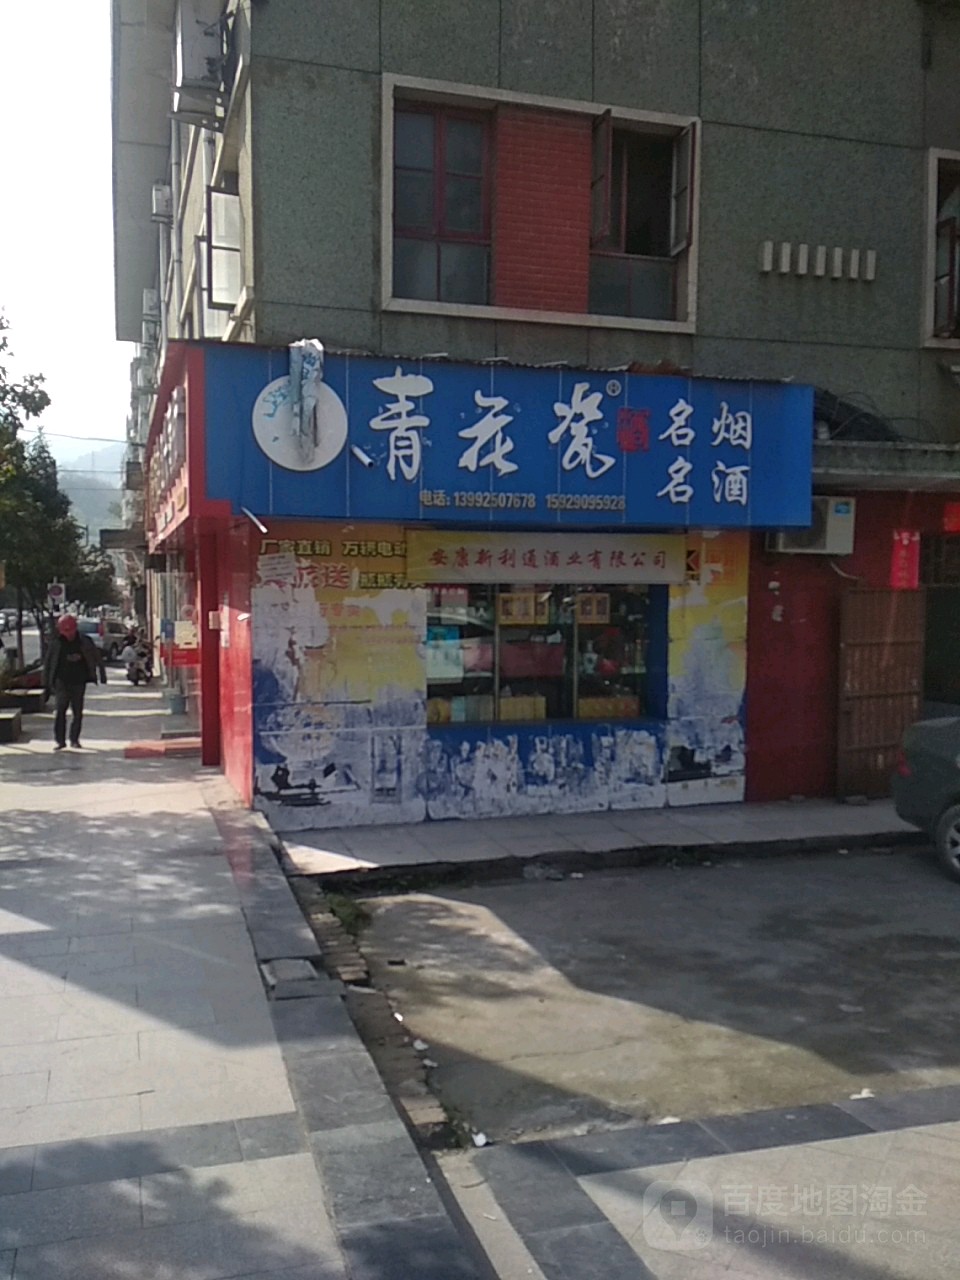 青花瓷®
名烟
名酒
电话:13992507678 15929095928
厂家直销 万锈电动
安康新利通酒业有限公司
送
百度地图淘金
taojin.baidu.com